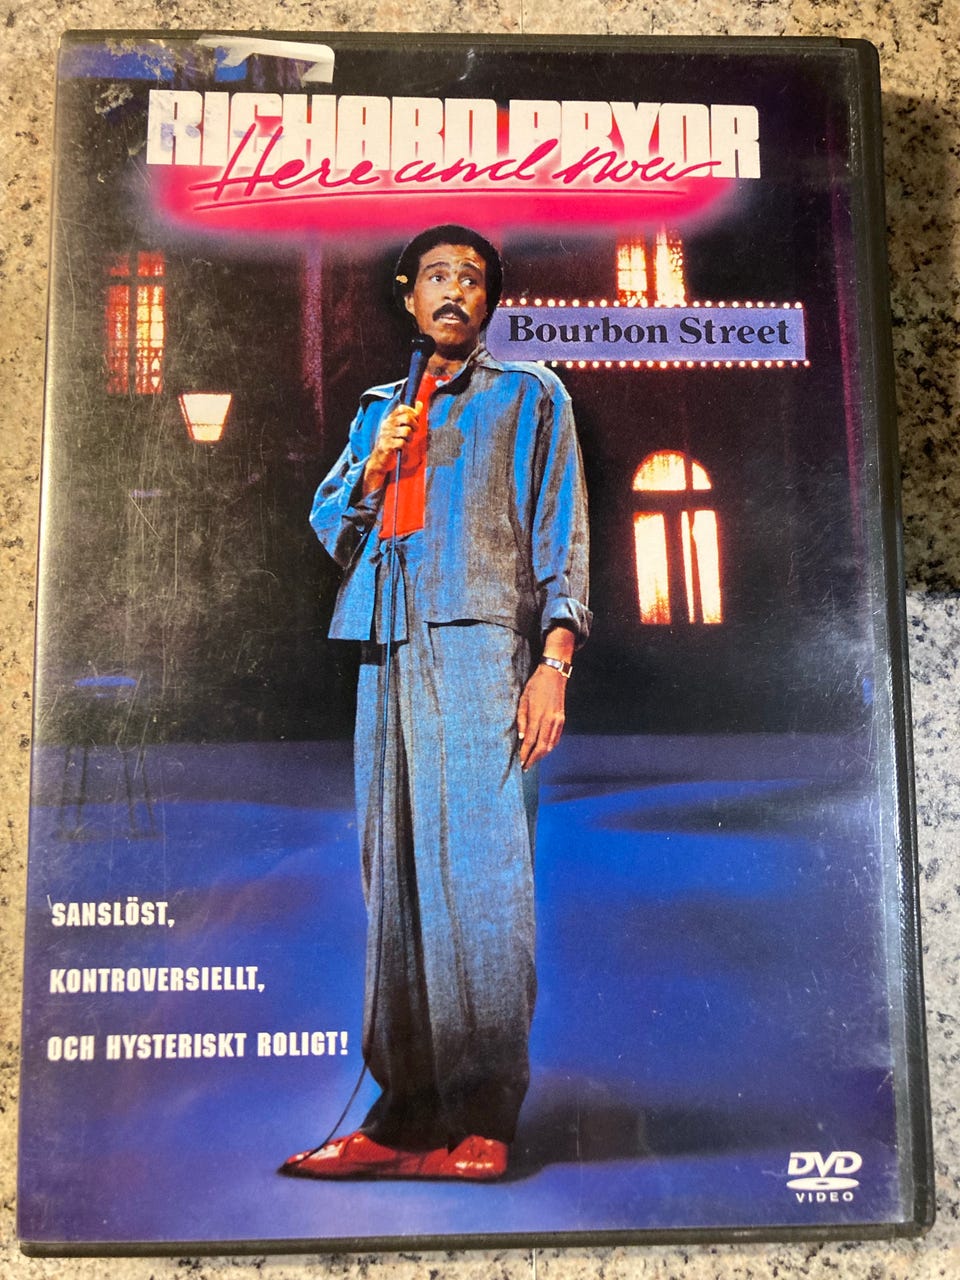 RICHARD PRYOR
Here and now
Bourbon Street
SANSLÖST,
KONTROVERSIELLT,
OCH HYSTERISKT ROLIGT!
DVD
VIDEO